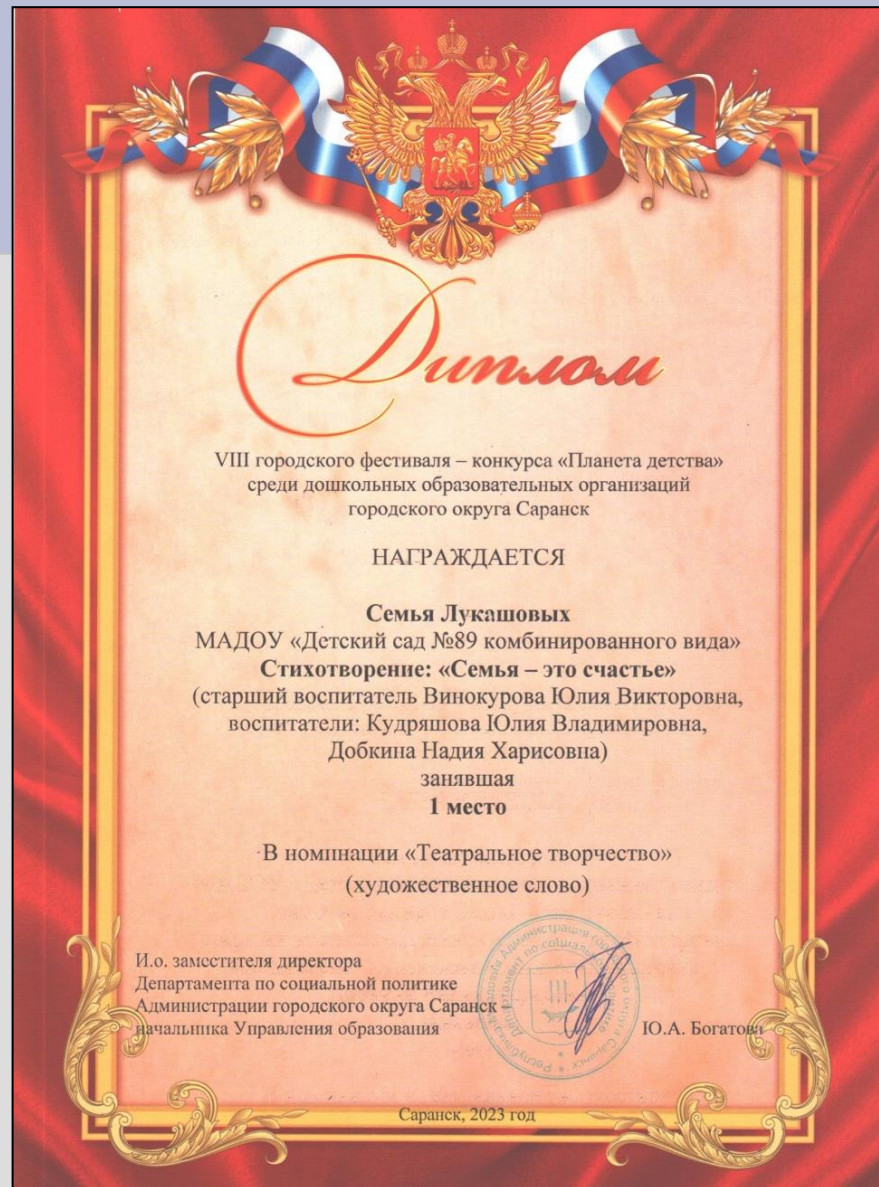 Диплом
VIII городского фестиваля – конкурса «Планета детства»
среди дошкольных образовательных организаций
городского округа Саранск
НАГРАЖДАЕТСЯ
Семья Лукашовых
МАДОУ «Детский сад №89 комбинированного вида»
Стихотворение: «Семья – это счастье»
(старший воспитатель Винокурова Юлия Викторовна,
воспитатели: Кудряшова Юлия Владимировна,
Добкина Надия Харисовна)
занявшая
1 место
В номинации «Театральное творчество»
(художественное слово)
И.о. заместителя директора
Департамента по социальной политике
Администрации городского округа Саранск –
начальника Управления образования
Ю.А. Богатова
Саранск, 2023 год